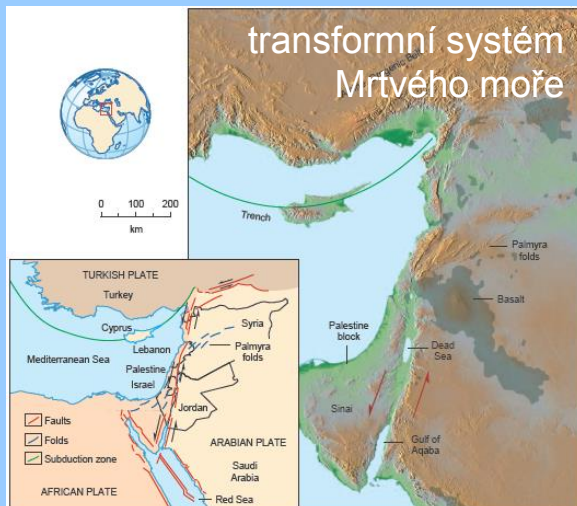 transformní systém
Mrtvého moře
0 100 200
km
Trench
Palmyra
folds
Basalt
Palestine
block
Dead
Sea
Sinai
Gulf of
Aqaba
TURKISH PLATE
Turkey
Cyprus
Syria
Lebanon
Palmyra
folds
Mediterranean Sea
Palestine
Israel
Jordan
Faults
Folds
Subduction zone
ARABIAN PLATE
Saudi
Arabia
AFRICAN PLATE
Red Sea